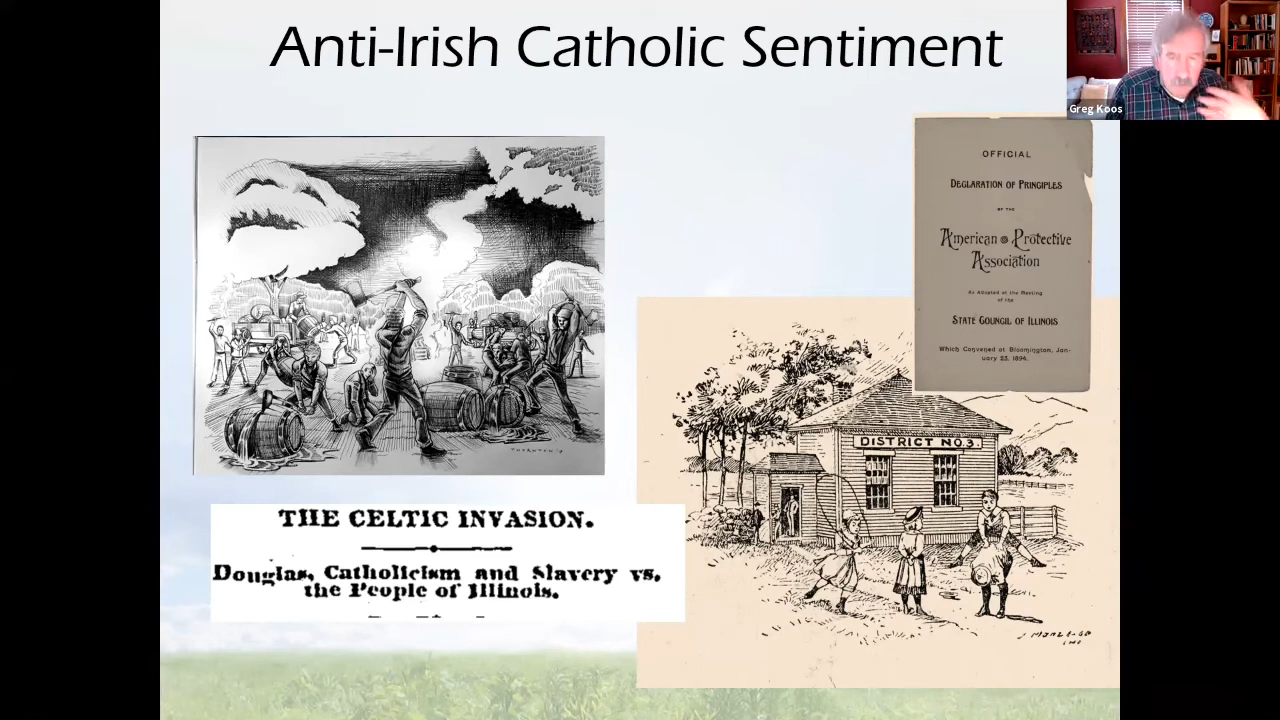 Anti-Irish Catholic Sentiment
Greg Koos
OFFICIAL
DECLARATION OF PRINCIPLES
BY THE
American Protective
Association
As Adopted at the Meeting
of the
STATE COUNCIL OF ILLINOIS
Which Convened at Bloomington, Jan-
uary 23, 1894.
DISTRICT NO. 3.
THE CELTIC INVASION.
Douglas, Catholicism and Slavery vs.
the People of Illinois.